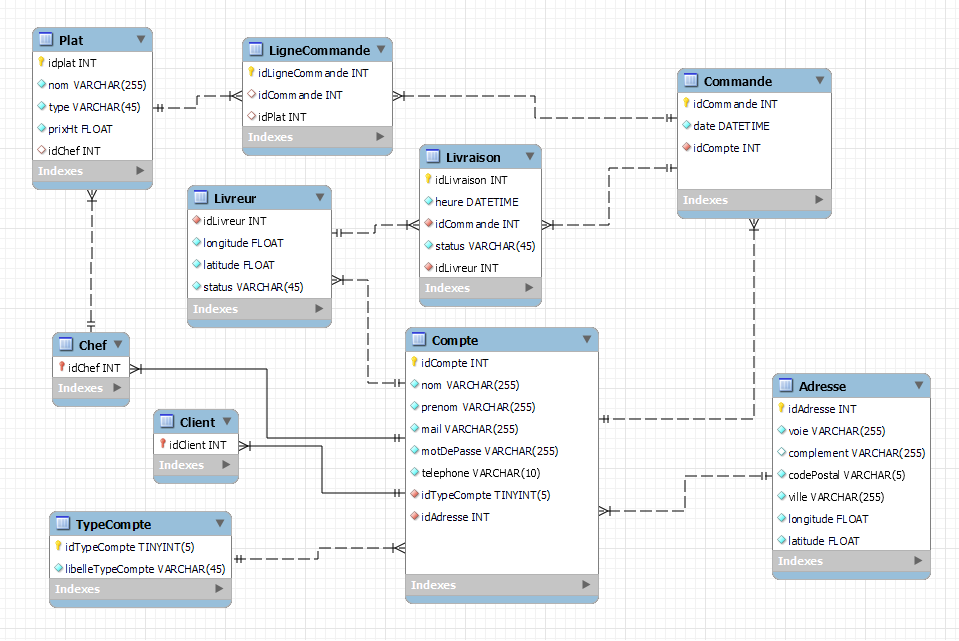 Plat
idplat INT
nom VARCHAR(255)
type VARCHAR(45)
prixHt FLOAT
idChef INT
Indexes
LigneCommande
idLigneCommande INT
idCommande INT
idPlat INT
Indexes
Commande
idCommande INT
date DATETIME
idCompte INT
Indexes
Livraison
idLivraison INT
heure DATETIME
idCommande INT
status VARCHAR(45)
idLivreur INT
Indexes
Livreur
idLivreur INT
longitude FLOAT
latitude FLOAT
status VARCHAR(45)
Indexes
Chef
idChef INT
Indexes
Client
idClient INT
Indexes
Compte
idCompte INT
nom VARCHAR(255)
prenom VARCHAR(255)
mail VARCHAR(255)
motDePasse VARCHAR(255)
telephone VARCHAR(10)
idTypeCompte TINYINT(5)
idAdresse INT
Indexes
Adresse
idAdresse INT
voie VARCHAR(255)
complement VARCHAR(255)
codePostal VARCHAR(5)
ville VARCHAR(255)
longitude FLOAT
latitude FLOAT
Indexes
TypeCompte
idTypeCompte TINYINT(5)
libelleTypeCompte VARCHAR(45)
Indexes